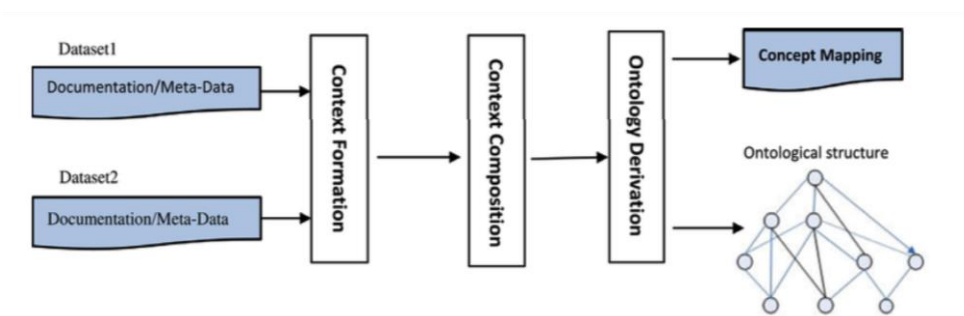 Dataset1
Documentation/Meta-Data
Dataset2
Documentation/Meta-Data
Context Formation
Context Composition
Ontology Derivation
Concept Mapping
Ontological structure